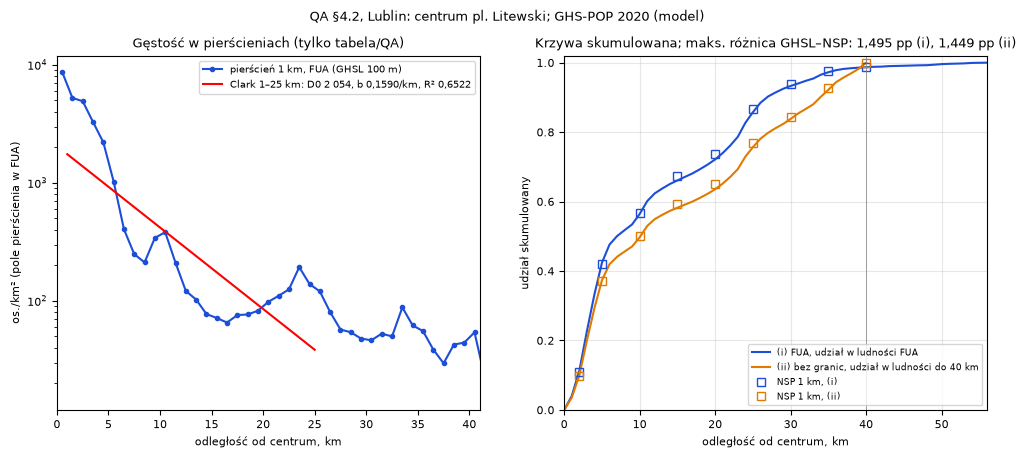 QA §4.2, Lublin: centrum pl. Litewski; GHS-POP 2020 (model)
Gęstość w pierścieniach (tylko tabela/QA)
os./km² (pole pierścienia w FUA)
10⁴
10³
10²
pierścień 1 km, FUA (GHSL 100 m)
Clark 1–25 km: D0 2 054, b 0,1590/km, R² 0,6522
0 5 10 15 20 25 30 35 40
odległość od centrum, km
Krzywa skumulowana; maks. różnica GHSL–NSP: 1,495 pp (i), 1,449 pp (ii)
udział skumulowany
1.0
0.8
0.6
0.4
0.2
0.0
(i) FUA, udział w ludności FUA
(ii) bez granic, udział w ludności do 40 km
NSP 1 km, (i)
NSP 1 km, (ii)
0 10 20 30 40 50
odległość od centrum, km